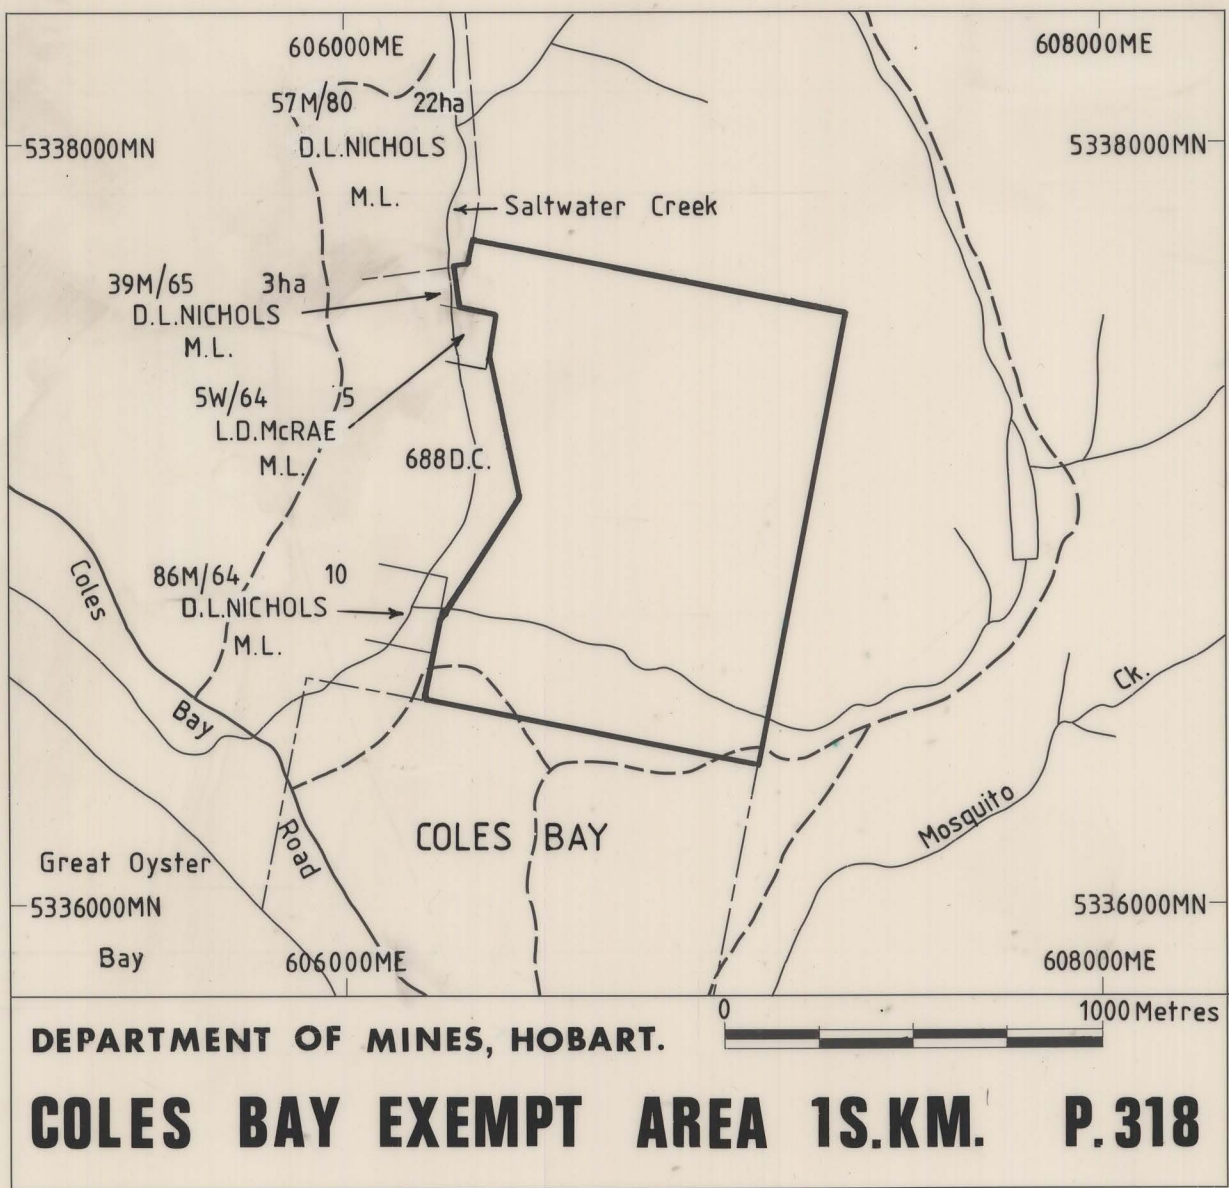 606000ME
608000ME
57M/80 22ha
5338000MN
D.L.NICHOLS
5338000MN
M.L.
Saltwater Creek
39M/65 3ha
D.L.NICHOLS
M.L.
5W/64 5
L.D.McRAE
M.L.
688D.C.
Coles
Bay
Road
86M/64 10
D.L.NICHOLS
M.L.
Ck.
Mosquito
COLES BAY
Great Oyster
Bay
5336000MN
5336000MN
606000ME
608000ME
0 1000 Metres
DEPARTMENT OF MINES, HOBART.
COLES BAY EXEMPT AREA 1S.KM. P.318